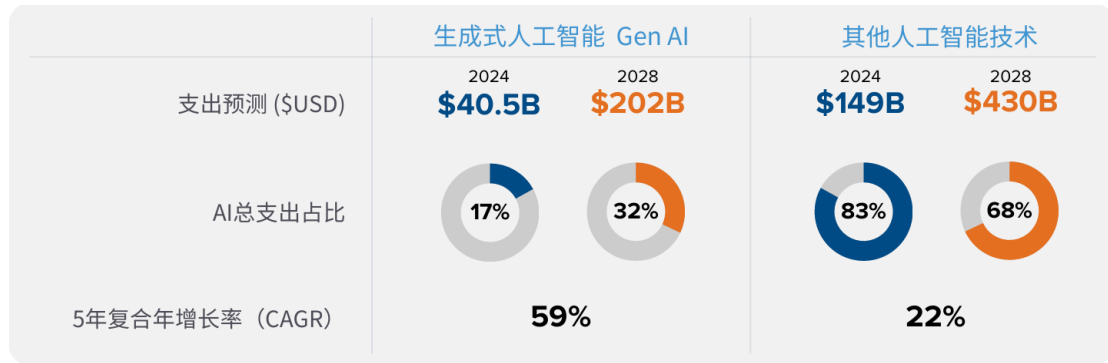 生成式人工智能 Gen AI
其他人工智能技术
2024
2028
2024
2028
支出预测 ($USD)
$40.5B
$202B
$149B
$430B
AI总支出占比
17%
32%
83%
68%
5年复合年增长率（CAGR）
59%
22%